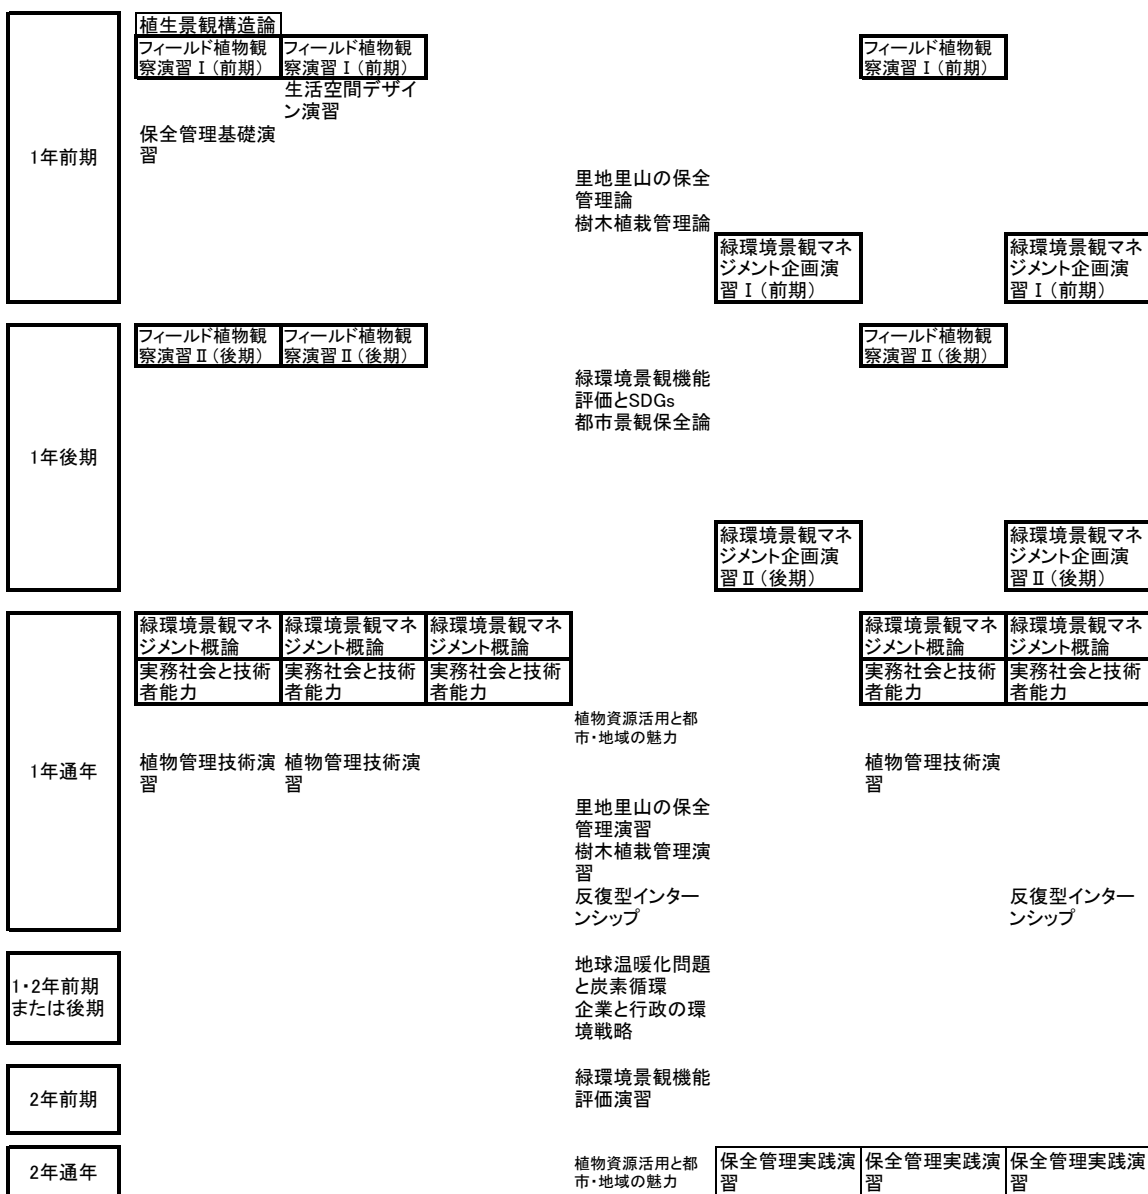 植生景観構造論
フィールド植物観
察演習Ⅰ(前期)
フィールド植物観
察演習Ⅰ(前期)
フィールド植物観
察演習Ⅰ(前期)
生活空間デザイ
ン演習
保全管理基礎演
習
1年前期
里地里山の保全
管理論
樹木植栽管理論
緑環境景観マネ
ジメント企画演
習Ⅰ(前期)
緑環境景観マネ
ジメント企画演
習Ⅰ(前期)
フィールド植物観
察演習Ⅱ(後期)
フィールド植物観
察演習Ⅱ(後期)
フィールド植物観
察演習Ⅱ(後期)
緑環境景観機能
評価とSDGs
都市景観保全論
1年後期
緑環境景観マネ
ジメント企画演
習Ⅱ(後期)
緑環境景観マネ
ジメント企画演
習Ⅱ(後期)
緑環境景観マネ
ジメント概論
緑環境景観マネ
ジメント概論
緑環境景観マネ
ジメント概論
緑環境景観マネ
ジメント概論
緑環境景観マネ
ジメント概論
実務社会と技術
者能力
実務社会と技術
者能力
実務社会と技術
者能力
実務社会と技術
者能力
実務社会と技術
者能力
植物資源活用と都
市・地域の魅力
1年通年
植物管理技術演
習
植物管理技術演
習
植物管理技術演
習
里地里山の保全
管理演習
樹木植栽管理演
習
反復型インター
ンシップ
反復型インター
ンシップ
1・2年前期
または後期
地球温暖化問題
と炭素循環
企業と行政の環
境戦略
2年前期
緑環境景観機能
評価演習
2年通年
植物資源活用と都
市・地域の魅力
保全管理実践演
習
保全管理実践演
習
保全管理実践演
習